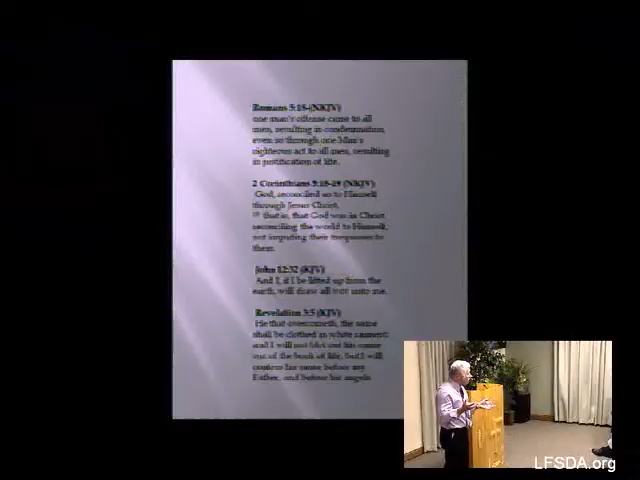 Romans 5:18-(NKJV)
one man's offense came to all
men, resulting in condemnation,
even so through one Man's
righteous act to all men, resulting
in justification of life.
2 Corinthians 5:18-19 (NKJV)
God, reconciled us to Himself
through Jesus Christ,
19 that is, that God was in Christ
reconciling the world to Himself,
not imputing their trespasses to
them.
John 12:32 (KJV)
And I, if I be lifted up from the
earth, will draw all men unto me.
Revelation 3:5 (KJV)
He that overcometh, the same
shall be clothed in white raiment;
and I will not blot out his name
out of the book of life, but I will
confess his name before my
Father, and before his angels
LFSDA.org